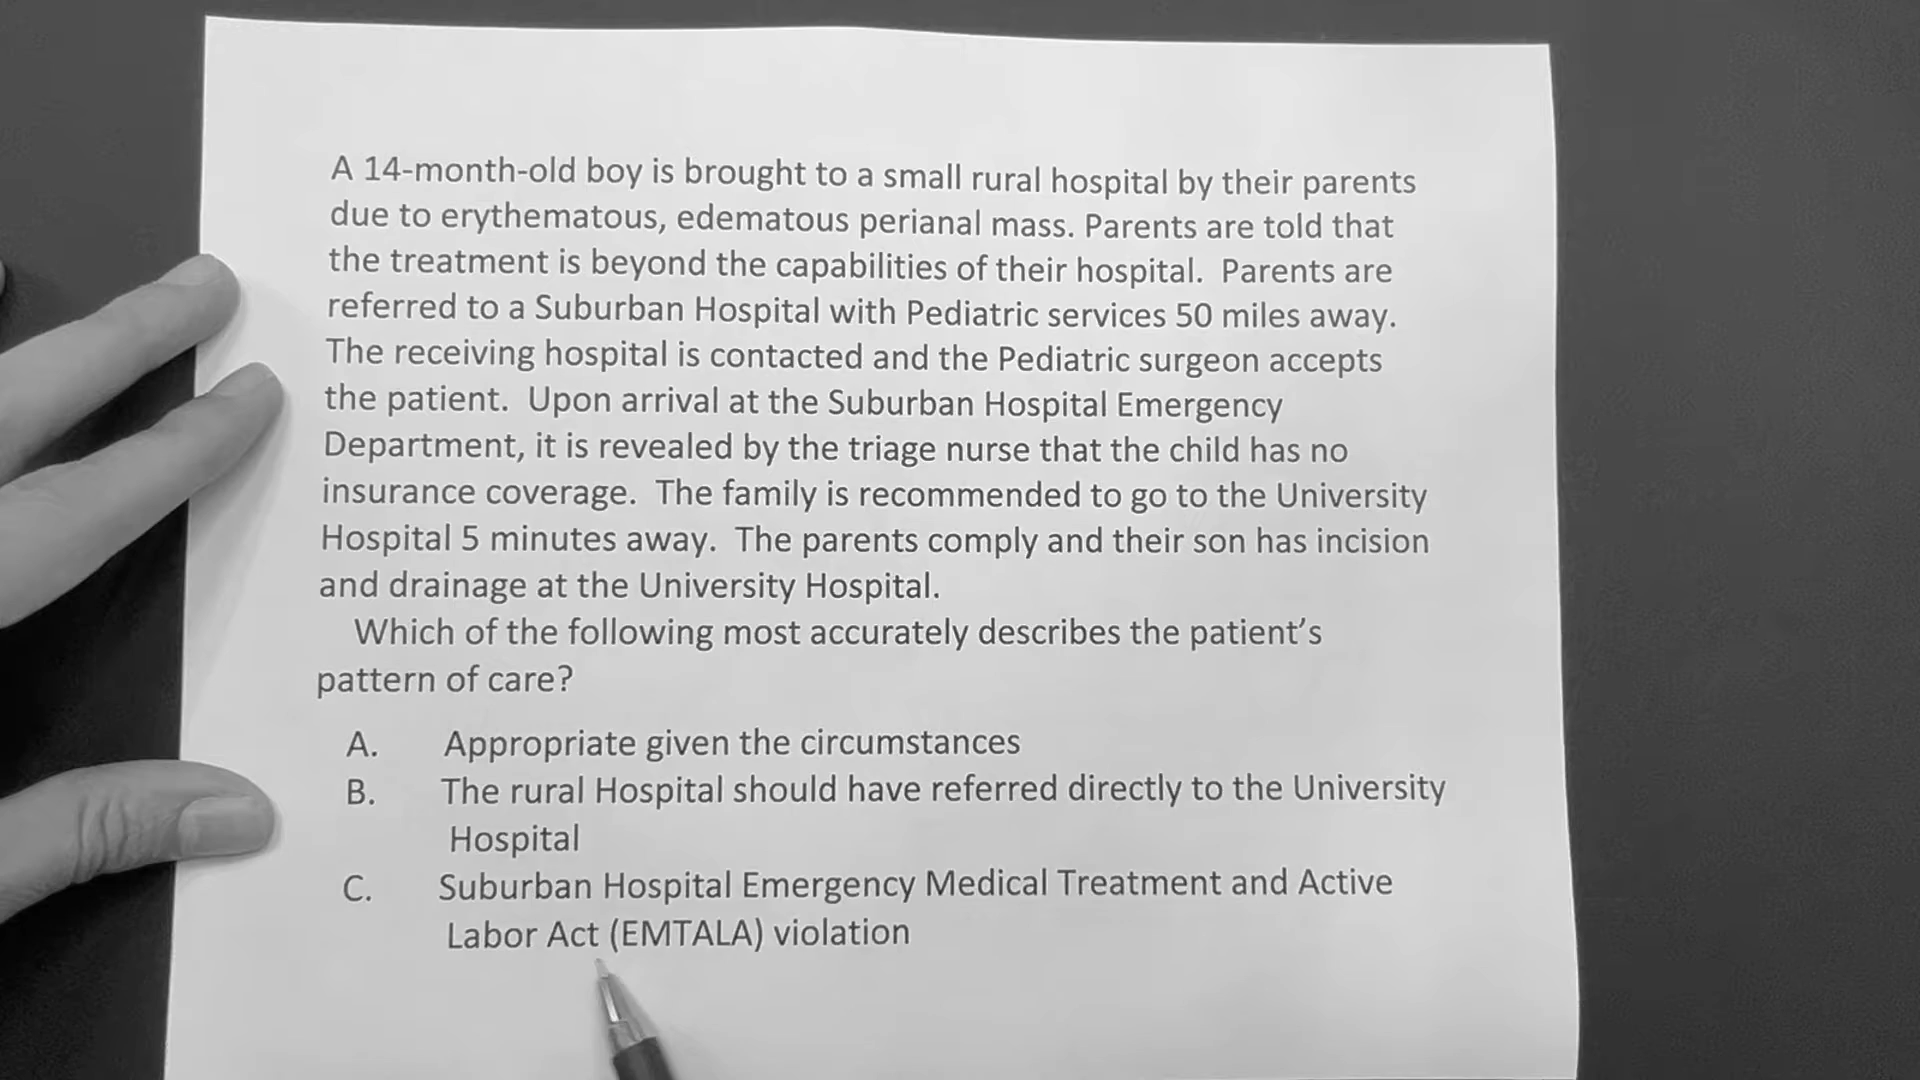 A 14-month-old boy is brought to a small rural hospital by their parents
due to erythematous, edematous perianal mass. Parents are told that
the treatment is beyond the capabilities of their hospital. Parents are
referred to a Suburban Hospital with Pediatric services 50 miles away.
The receiving hospital is contacted and the Pediatric surgeon accepts
the patient. Upon arrival at the Suburban Hospital Emergency
Department, it is revealed by the triage nurse that the child has no
insurance coverage. The family is recommended to go to the University
Hospital 5 minutes away. The parents comply and their son has incision
and drainage at the University Hospital.
Which of the following most accurately describes the patient's
pattern of care?
A. Appropriate given the circumstances
B. The rural Hospital should have referred directly to the University
Hospital
C. Suburban Hospital Emergency Medical Treatment and Active
Labor Act (EMTALA) violation